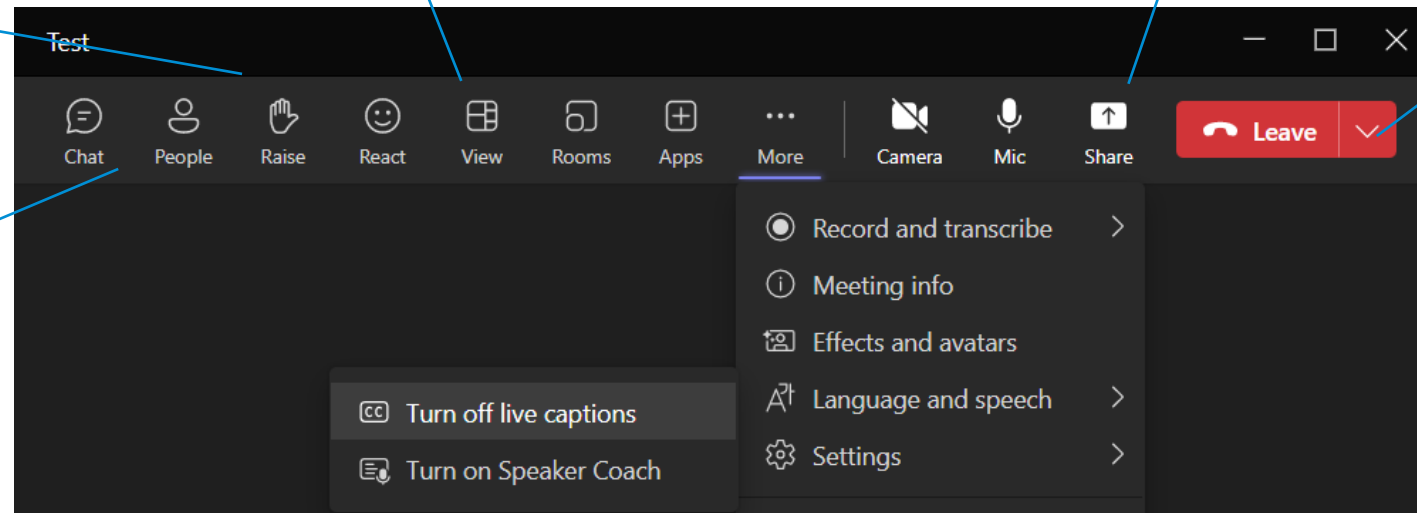 Test
Chat People Raise React View Rooms Apps More Camera Mic Share Leave
Record and transcribe
Meeting info
Effects and avatars
Language and speech
Settings
CC Turn off live captions
Turn on Speaker Coach